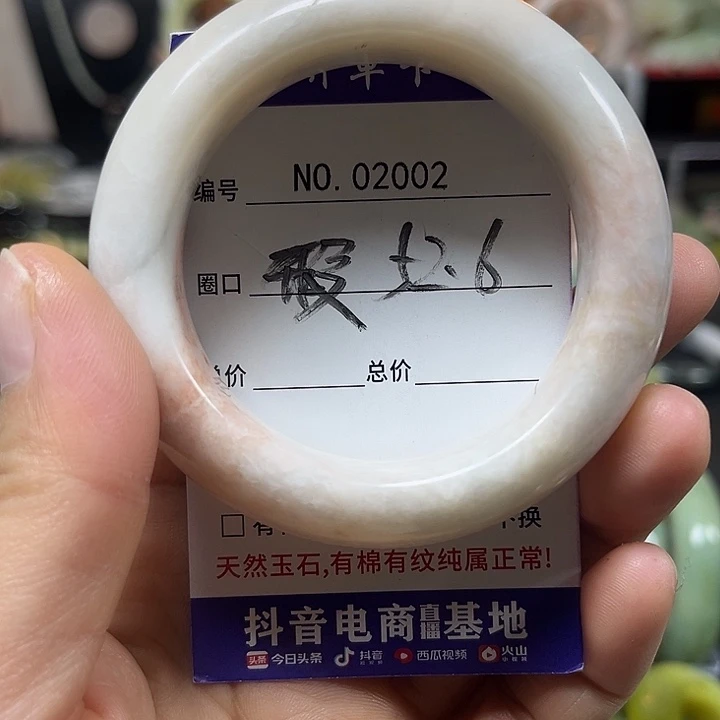 编号 NO. 02002
圈口 52.6
价 总价
天然玉石,有棉有纹纯属正常!
抖音电商直播基地
头条 今日头条 抖音 西瓜视频 火山